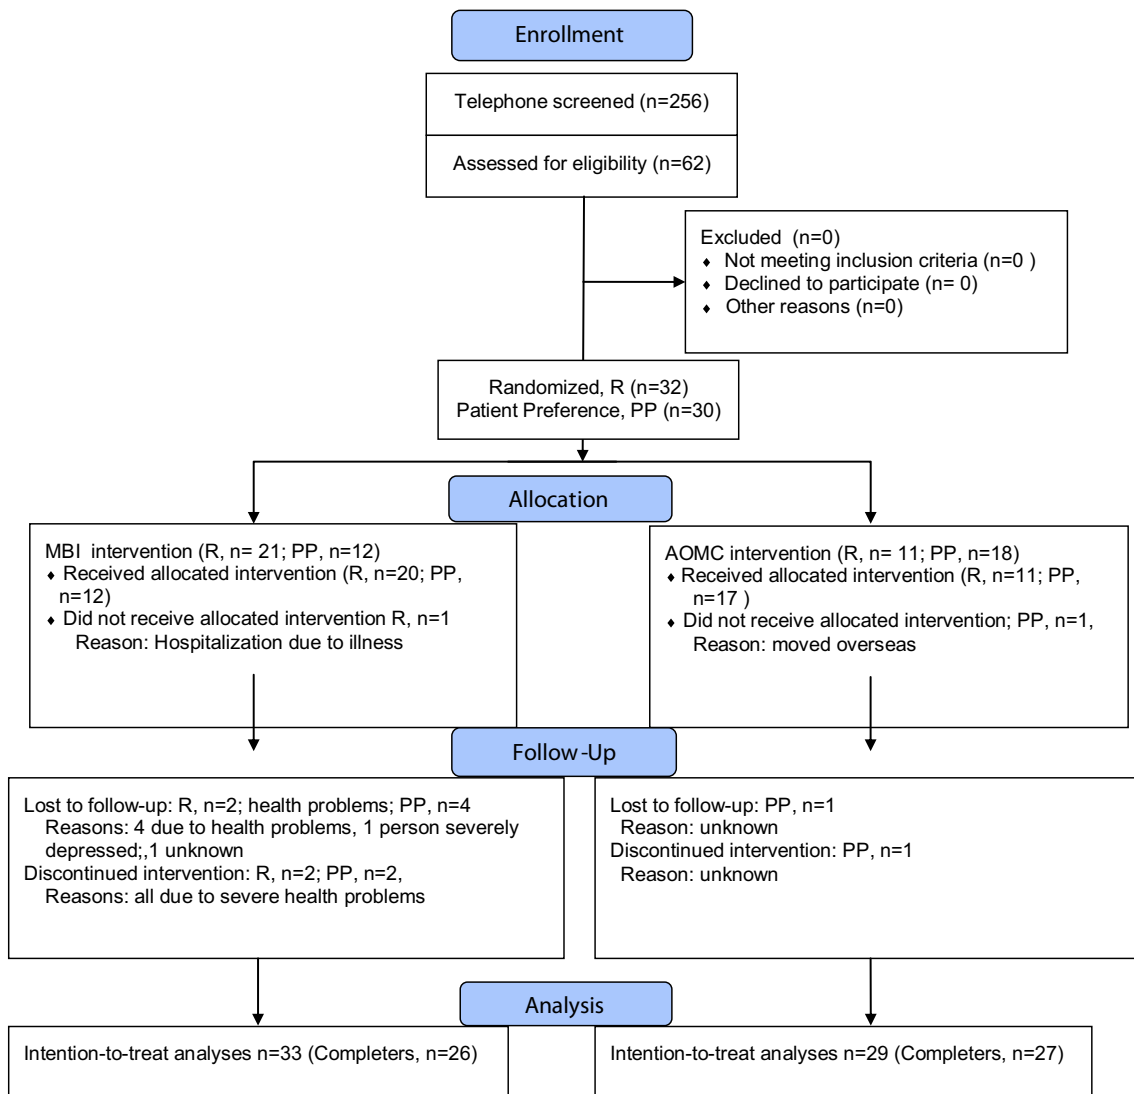 Enrollment
Telephone screened (n=256)
Assessed for eligibility (n=62)
Excluded (n=0)
♦ Not meeting inclusion criteria (n=0 )
♦ Declined to participate (n= 0)
♦ Other reasons (n=0)
Randomized, R (n=32)
Patient Preference, PP (n=30)
Allocation
MBI intervention (R, n= 21; PP, n=12)
♦ Received allocated intervention (R, n=20; PP,
n=12)
♦ Did not receive allocated intervention R, n=1
Reason: Hospitalization due to illness
AOMC intervention (R, n= 11; PP, n=18)
♦ Received allocated intervention (R, n=11; PP,
n=17 )
♦ Did not receive allocated intervention; PP, n=1,
Reason: moved overseas
Follow-Up
Lost to follow-up: R, n=2; health problems; PP, n=4
Reasons: 4 due to health problems, 1 person severely
depressed;,1 unknown
Discontinued intervention: R, n=2; PP, n=2,
Reasons: all due to severe health problems
Lost to follow-up: PP, n=1
Reason: unknown
Discontinued intervention: PP, n=1
Reason: unknown
Analysis
Intention-to-treat analyses n=33 (Completers, n=26)
Intention-to-treat analyses n=29 (Completers, n=27)